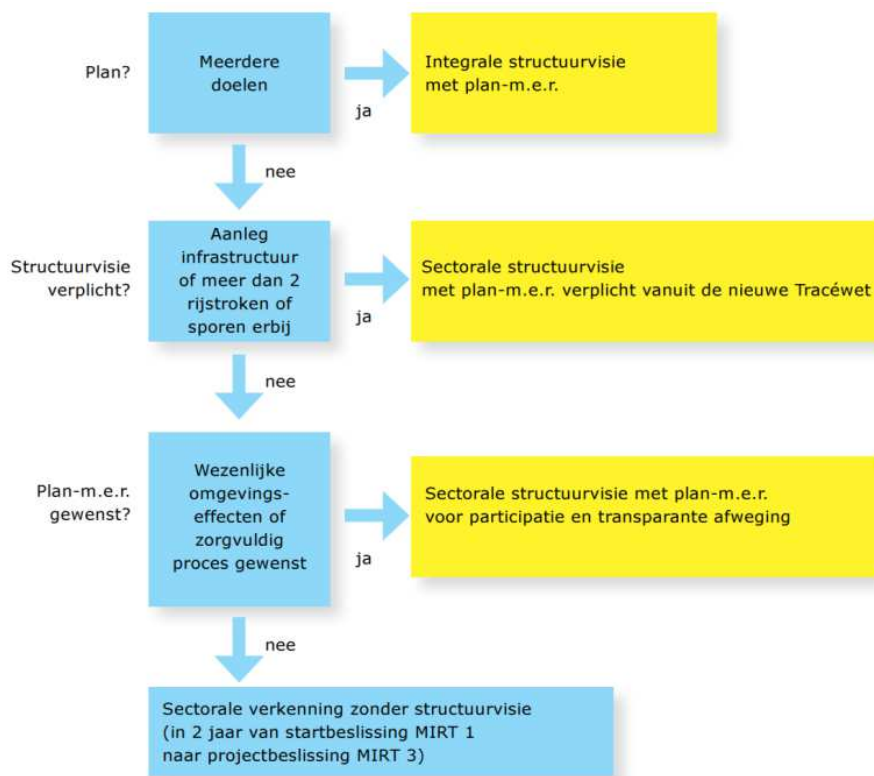 Plan?
Meerdere
doelen
ja
Integrale structuurvisie
met plan-m.e.r.
nee
Structuurvisie
verplicht?
Aanleg
infrastructuur
of meer dan 2
rijstroken of
sporen erbij
ja
Sectorale structuurvisie
met plan-m.e.r. verplicht vanuit de nieuwe Tracéwet
nee
Plan-m.e.r.
gewenst?
Wezenlijke
omgevings-
effecten of
zorgvuldig
proces gewenst
ja
Sectorale structuurvisie met plan-m.e.r.
voor participatie en transparante afweging
nee
Sectorale verkenning zonder structuurvisie
(in 2 jaar van startbeslissing MIRT 1
naar projectbeslissing MIRT 3)